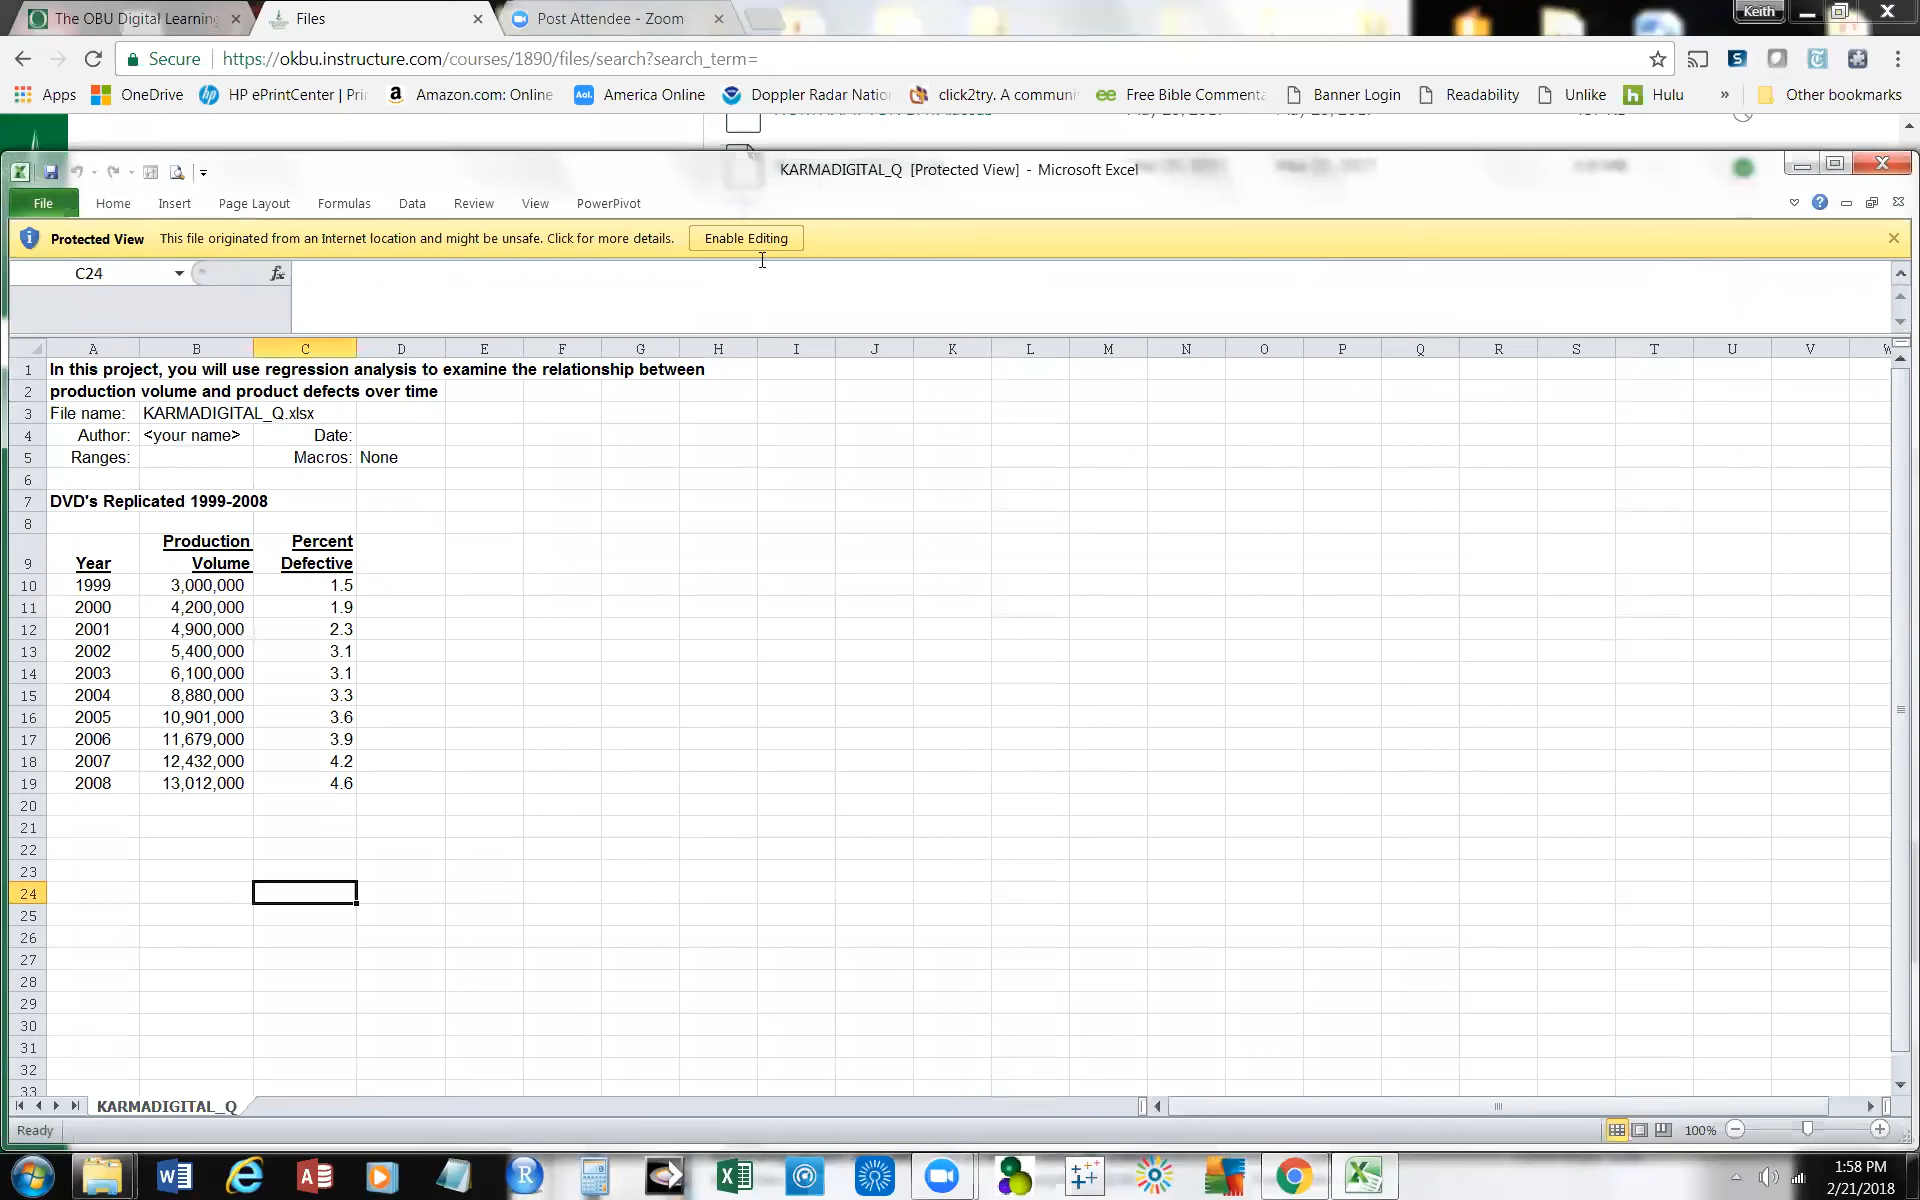 The OBU Digital Learning
Files
Post Attendee - Zoom
Keith
Secure
https://okbu.instructure.com/courses/1890/files/search?search_term=
Apps
OneDrive
HP ePrintCenter | Pri
Amazon.com: Online
America Online
Doppler Radar Natio
click2try. A communi
Free Bible Commenta
Banner Login
Readability
Unlike
Hulu
»
Other bookmarks
KARMADIGITAL_Q [Protected View] - Microsoft Excel
File Home Insert Page Layout Formulas Data Review View PowerPivot
Protected View This file originated from an Internet location and might be unsafe. Click for more details. Enable Editing
C24 fx
A B C D E F G H I J K L M N O P Q R S T U V W
1 In this project, you will use regression analysis to examine the relationship between
2 production volume and product defects over time
3 File name: KARMADIGITAL_Q.xlsx
4 Author: <your name> Date:
5 Ranges: Macros: None
6
7 DVD's Replicated 1999-2008
8
Production Percent
9 Year Volume Defective
10 1999 3,000,000 1.5
11 2000 4,200,000 1.9
12 2001 4,900,000 2.3
13 2002 5,400,000 3.1
14 2003 6,100,000 3.1
15 2004 8,880,000 3.3
16 2005 10,901,000 3.6
17 2006 11,679,000 3.9
18 2007 12,432,000 4.2
19 2008 13,012,000 4.6
20
21
22
23
24
25
26
27
28
29
30
31
32
33
KARMADIGITAL_Q
Ready 100%
1:58 PM
2/21/2018